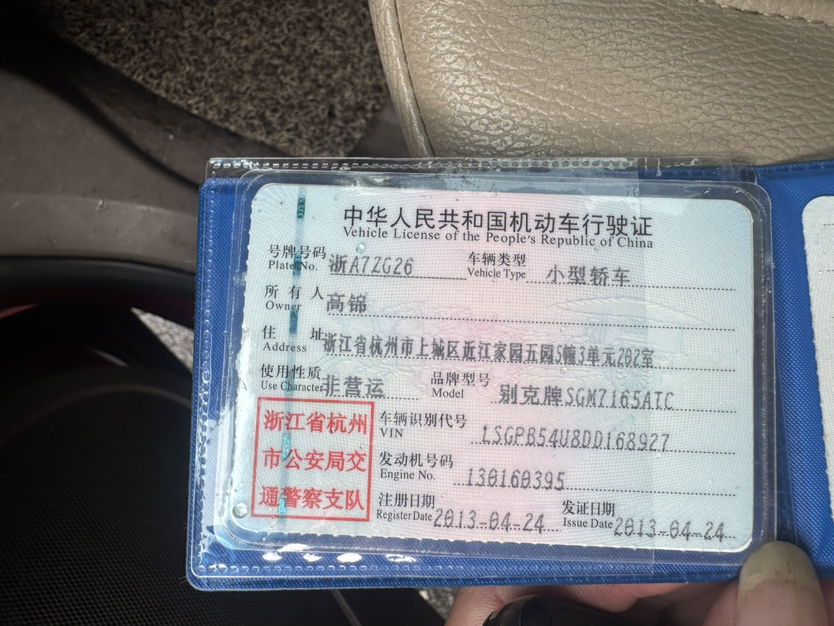 中华人民共和国机动车行驶证
Vehicle License of the People's Republic of China
号牌号码 浙A7ZG26 车辆类型 小型轿车
Plate No. Vehicle Type
所有人 高锦
Owner
住址 浙江省杭州市上城区近江家园五园5幢3单元202室
Address
使用性质 非营运 品牌型号 别克牌SGM7165ATC
Use Character Model
浙江省杭州
市公安局交
通警察支队
车辆识别代号 LSGPB54U8DD168927
VIN
发动机号码 130160395
Engine No.
注册日期 2013-04-24 发证日期 2013-04-24
Register Date Issue Date